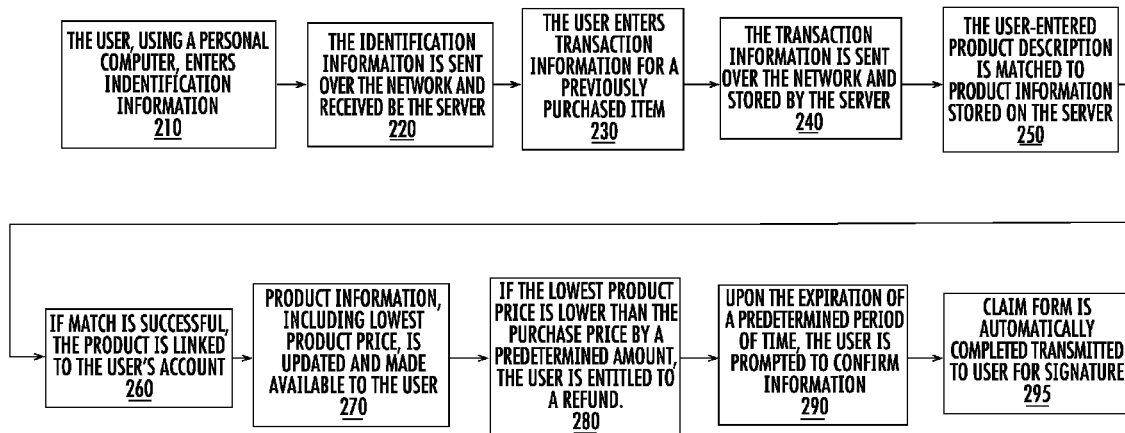 THE USER, USING A PERSONAL
COMPUTER, ENTERS
INDENTIFICATION
INFORMATION
210
THE IDENTIFICATION
INFORMAITON IS SENT
OVER THE NETWORK AND
RECEIVED BE THE SERVER
220
THE USER ENTERS
TRANSACTION
INFORMATION FOR A
PREVIOUSLY
PURCHASED ITEM
230
THE TRANSACTION
INFORMATION IS SENT
OVER THE NETWORK AND
STORED BY THE SERVER
240
THE USER-ENTERED
PRODUCT DESCRIPTION
IS MATCHED TO
PRODUCT INFORMATION
STORED ON THE SERVER
250
IF MATCH IS SUCCESSFUL,
THE PRODUCT IS LINKED
TO THE USER'S ACCOUNT
260
PRODUCT INFORMATION,
INCLUDING LOWEST
PRODUCT PRICE, IS
UPDATED AND MADE
AVAILABLE TO THE USER
270
IF THE LOWEST PRODUCT
PRICE IS LOWER THAN
THE PURCHASE PRICE BY A
PREDETERMINED AMOUNT,
THE USER IS ENTITLED TO
A REFUND.
280
UPON THE EXPIRATION OF
A PREDETERMINED PERIOD
OF TIME, THE USER IS
PROMPTED TO CONFIRM
INFORMATION
290
CLAIM FORM IS
AUTOMATICALLY
COMPLETED TRANSMITTED
TO USER FOR SIGNATURE
295